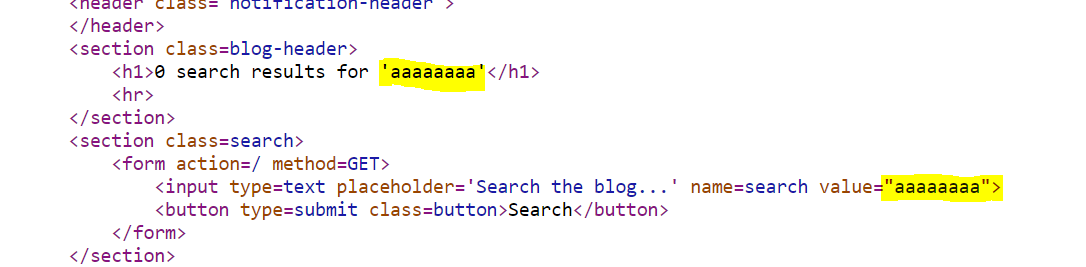 <header class="notification-header">
</header>
<section class=blog-header>
<h1>0 search results for 'aaaaaaaa'</h1>
<hr>
</section>
<section class=search>
<form action=/ method=GET>
<input type=text placeholder='Search the blog...' name=search value="aaaaaaaa">
<button type=submit class=button>Search</button>
</form>
</section>